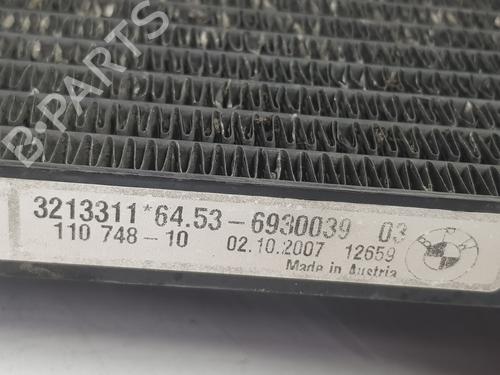 B-PARTS
3213311*64.53-6930039 03
110 748-10 02.10.2007 12659
Made in Austria
BMW